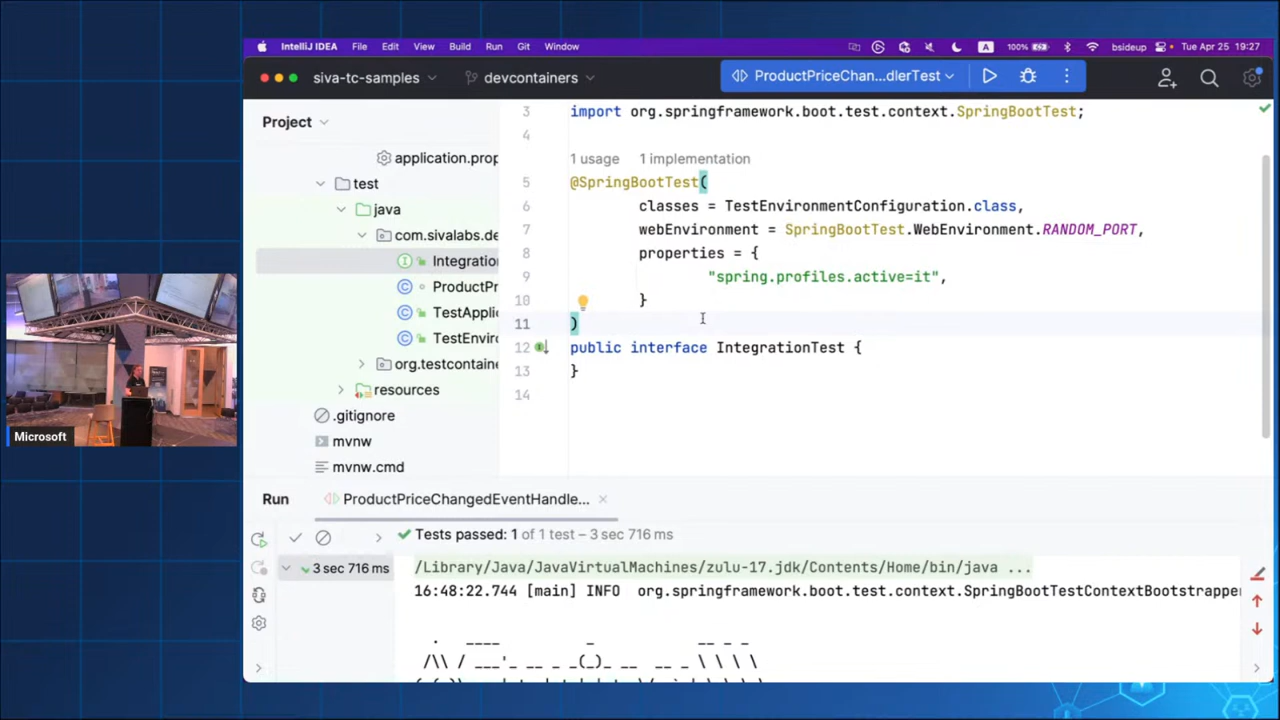 IntelliJ IDEA File Edit View Build Run Git Window
A 100% bsideup Tue Apr 25 19:27
siva-tc-samples devcontainers ProductPriceChan...dlerTest
Project
application.prop
test
java
com.sivalabs.de
Integratio
ProductPr
TestApplic
TestEnviro
org.testcontaine
resources
.gitignore
mvnw
mvnw.cmd
3 import org.springframework.boot.test.context.SpringBootTest;
4
1 usage 1 implementation
5 @SpringBootTest(
6 classes = TestEnvironmentConfiguration.class,
7 webEnvironment = SpringBootTest.WebEnvironment.RANDOM_PORT,
8 properties = {
9 "spring.profiles.active=it",
10 }
11 )
12 public interface IntegrationTest {
13 }
14
Microsoft
Run ProductPriceChangedEventHandle...
Tests passed: 1 of 1 test – 3 sec 716 ms
3 sec 716 ms
/Library/Java/JavaVirtualMachines/zulu-17.jdk/Contents/Home/bin/java ...
16:48:22.744 [main] INFO org.springframework.boot.test.context.SpringBootTestContextBootstrapper